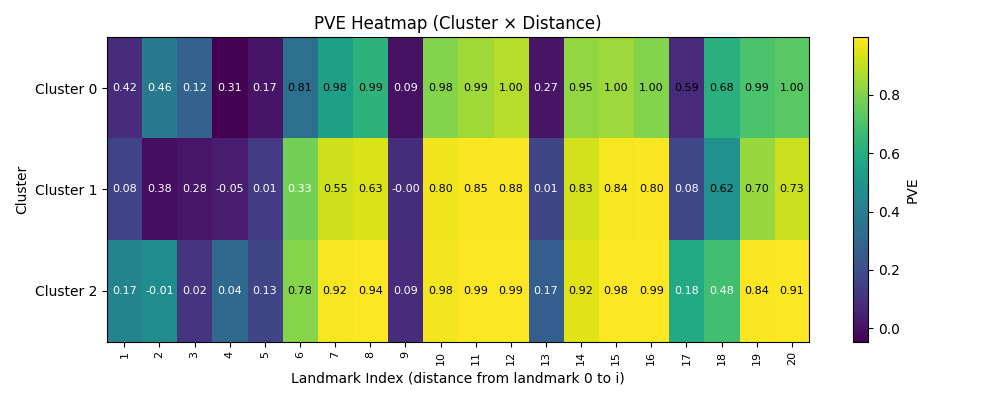 PVE Heatmap (Cluster × Distance)
Cluster 0 0.42 0.46 0.12 0.31 0.17 0.81 0.98 0.99 0.09 0.98 0.99 1.00 0.27 0.95 1.00 1.00 0.59 0.68 0.99 1.00
Cluster 1 0.08 0.38 0.28 -0.05 0.01 0.33 0.55 0.63 -0.00 0.80 0.85 0.88 0.01 0.83 0.84 0.80 0.08 0.62 0.70 0.73
Cluster 2 0.17 -0.01 0.02 0.04 0.13 0.78 0.92 0.94 0.09 0.98 0.99 0.99 0.17 0.92 0.98 0.99 0.18 0.48 0.84 0.91
1 2 3 4 5 6 7 8 9 10 11 12 13 14 15 16 17 18 19 20
Landmark Index (distance from landmark 0 to i)
Cluster
0.8
0.6
0.4
0.2
0.0
PVE